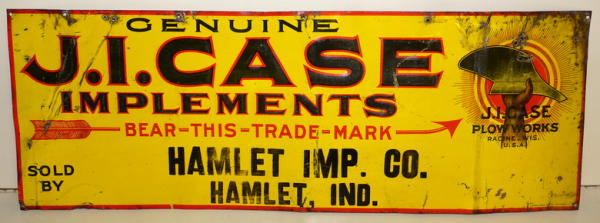 GENUINE
J.I.CASE
IMPLEMENTS
BEAR=THIS=TRADE=MARK
J.I.CASE
PLOW WORKS
RACINE, WIS.
U.S.A.
SOLD
BY
HAMLET IMP. CO.
HAMLET, IND.